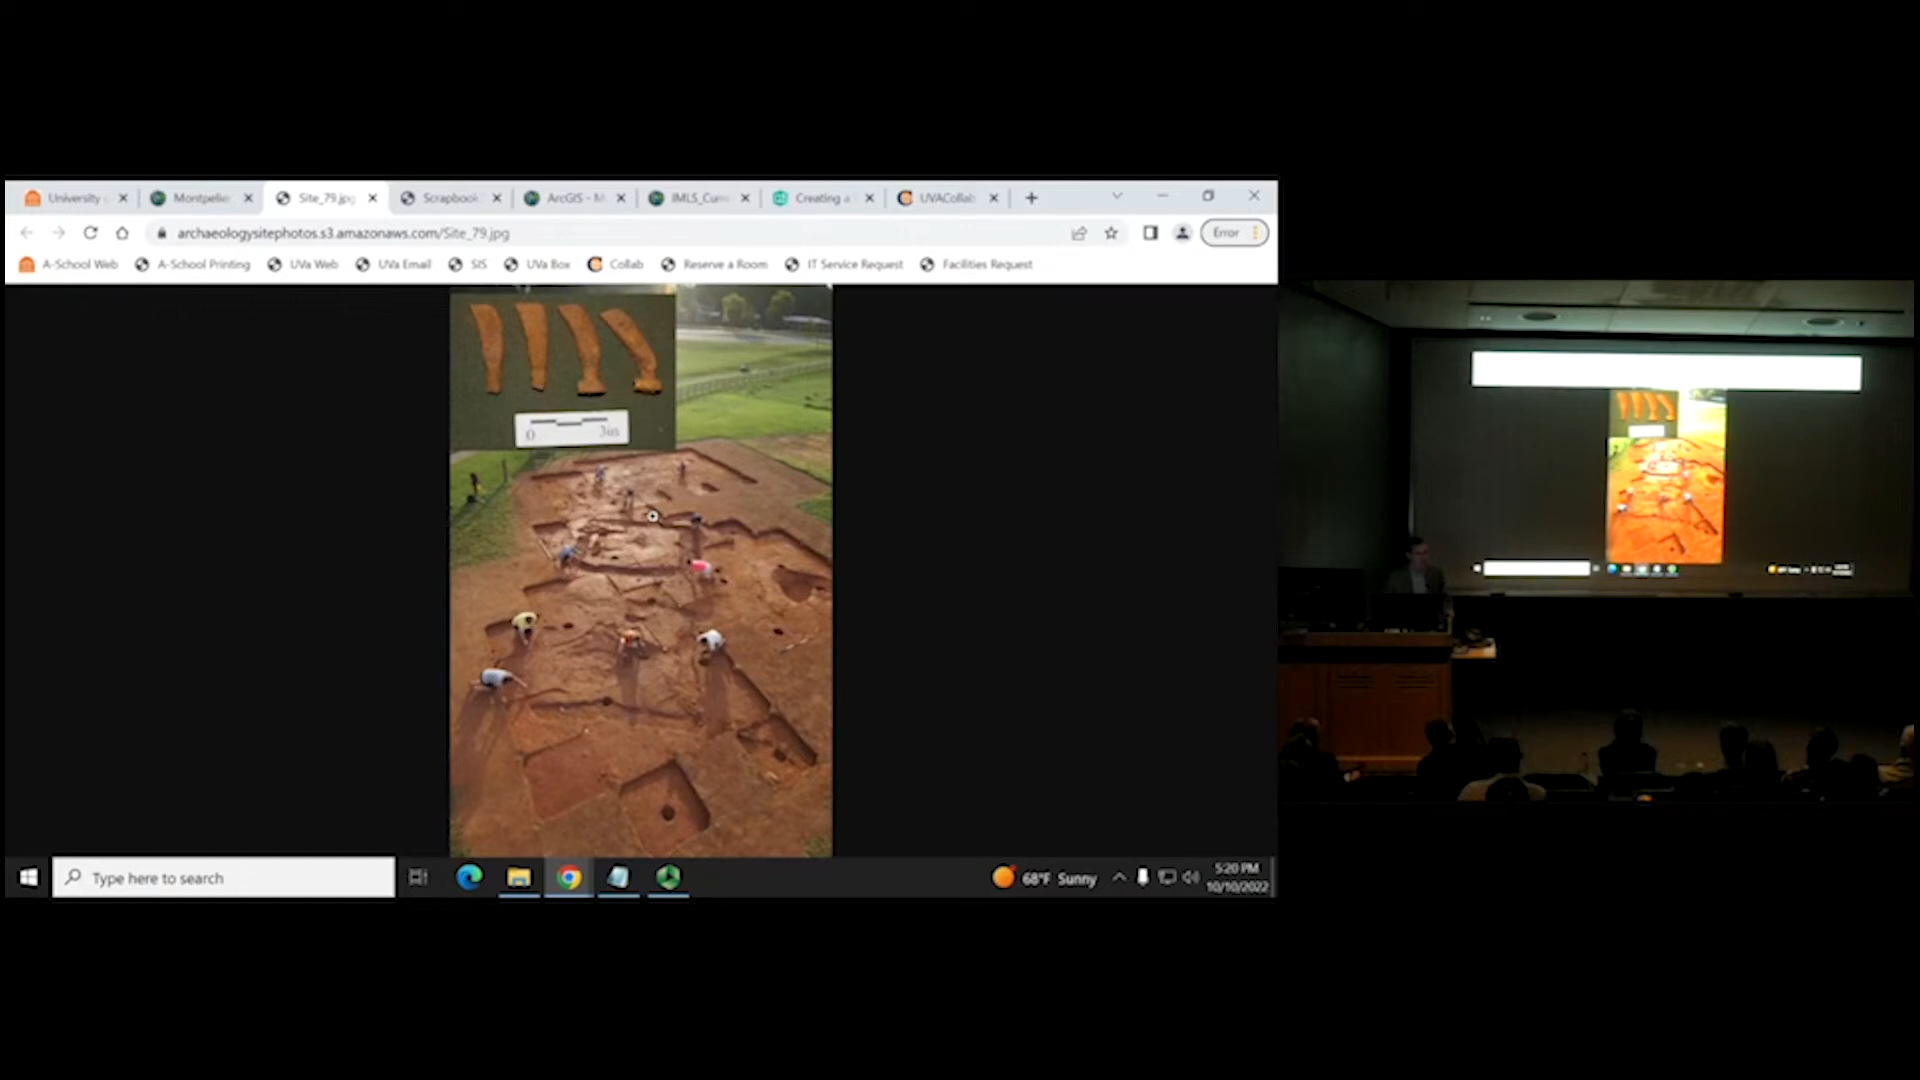 University
Montpelier
Site_79.jpg
Scrapbook
ArcGIS - M
IMLS_Cum
Creating a
UVACollab
archaeologysitephotos.s3.amazonaws.com/Site_79.jpg
Error
A-School Web
A-School Printing
UVa Web
UVa Email
SIS
UVa Box
Collab
Reserve a Room
IT Service Request
Facilities Request
0 3in
Type here to search
68°F Sunny
5:20 PM
10/10/2022